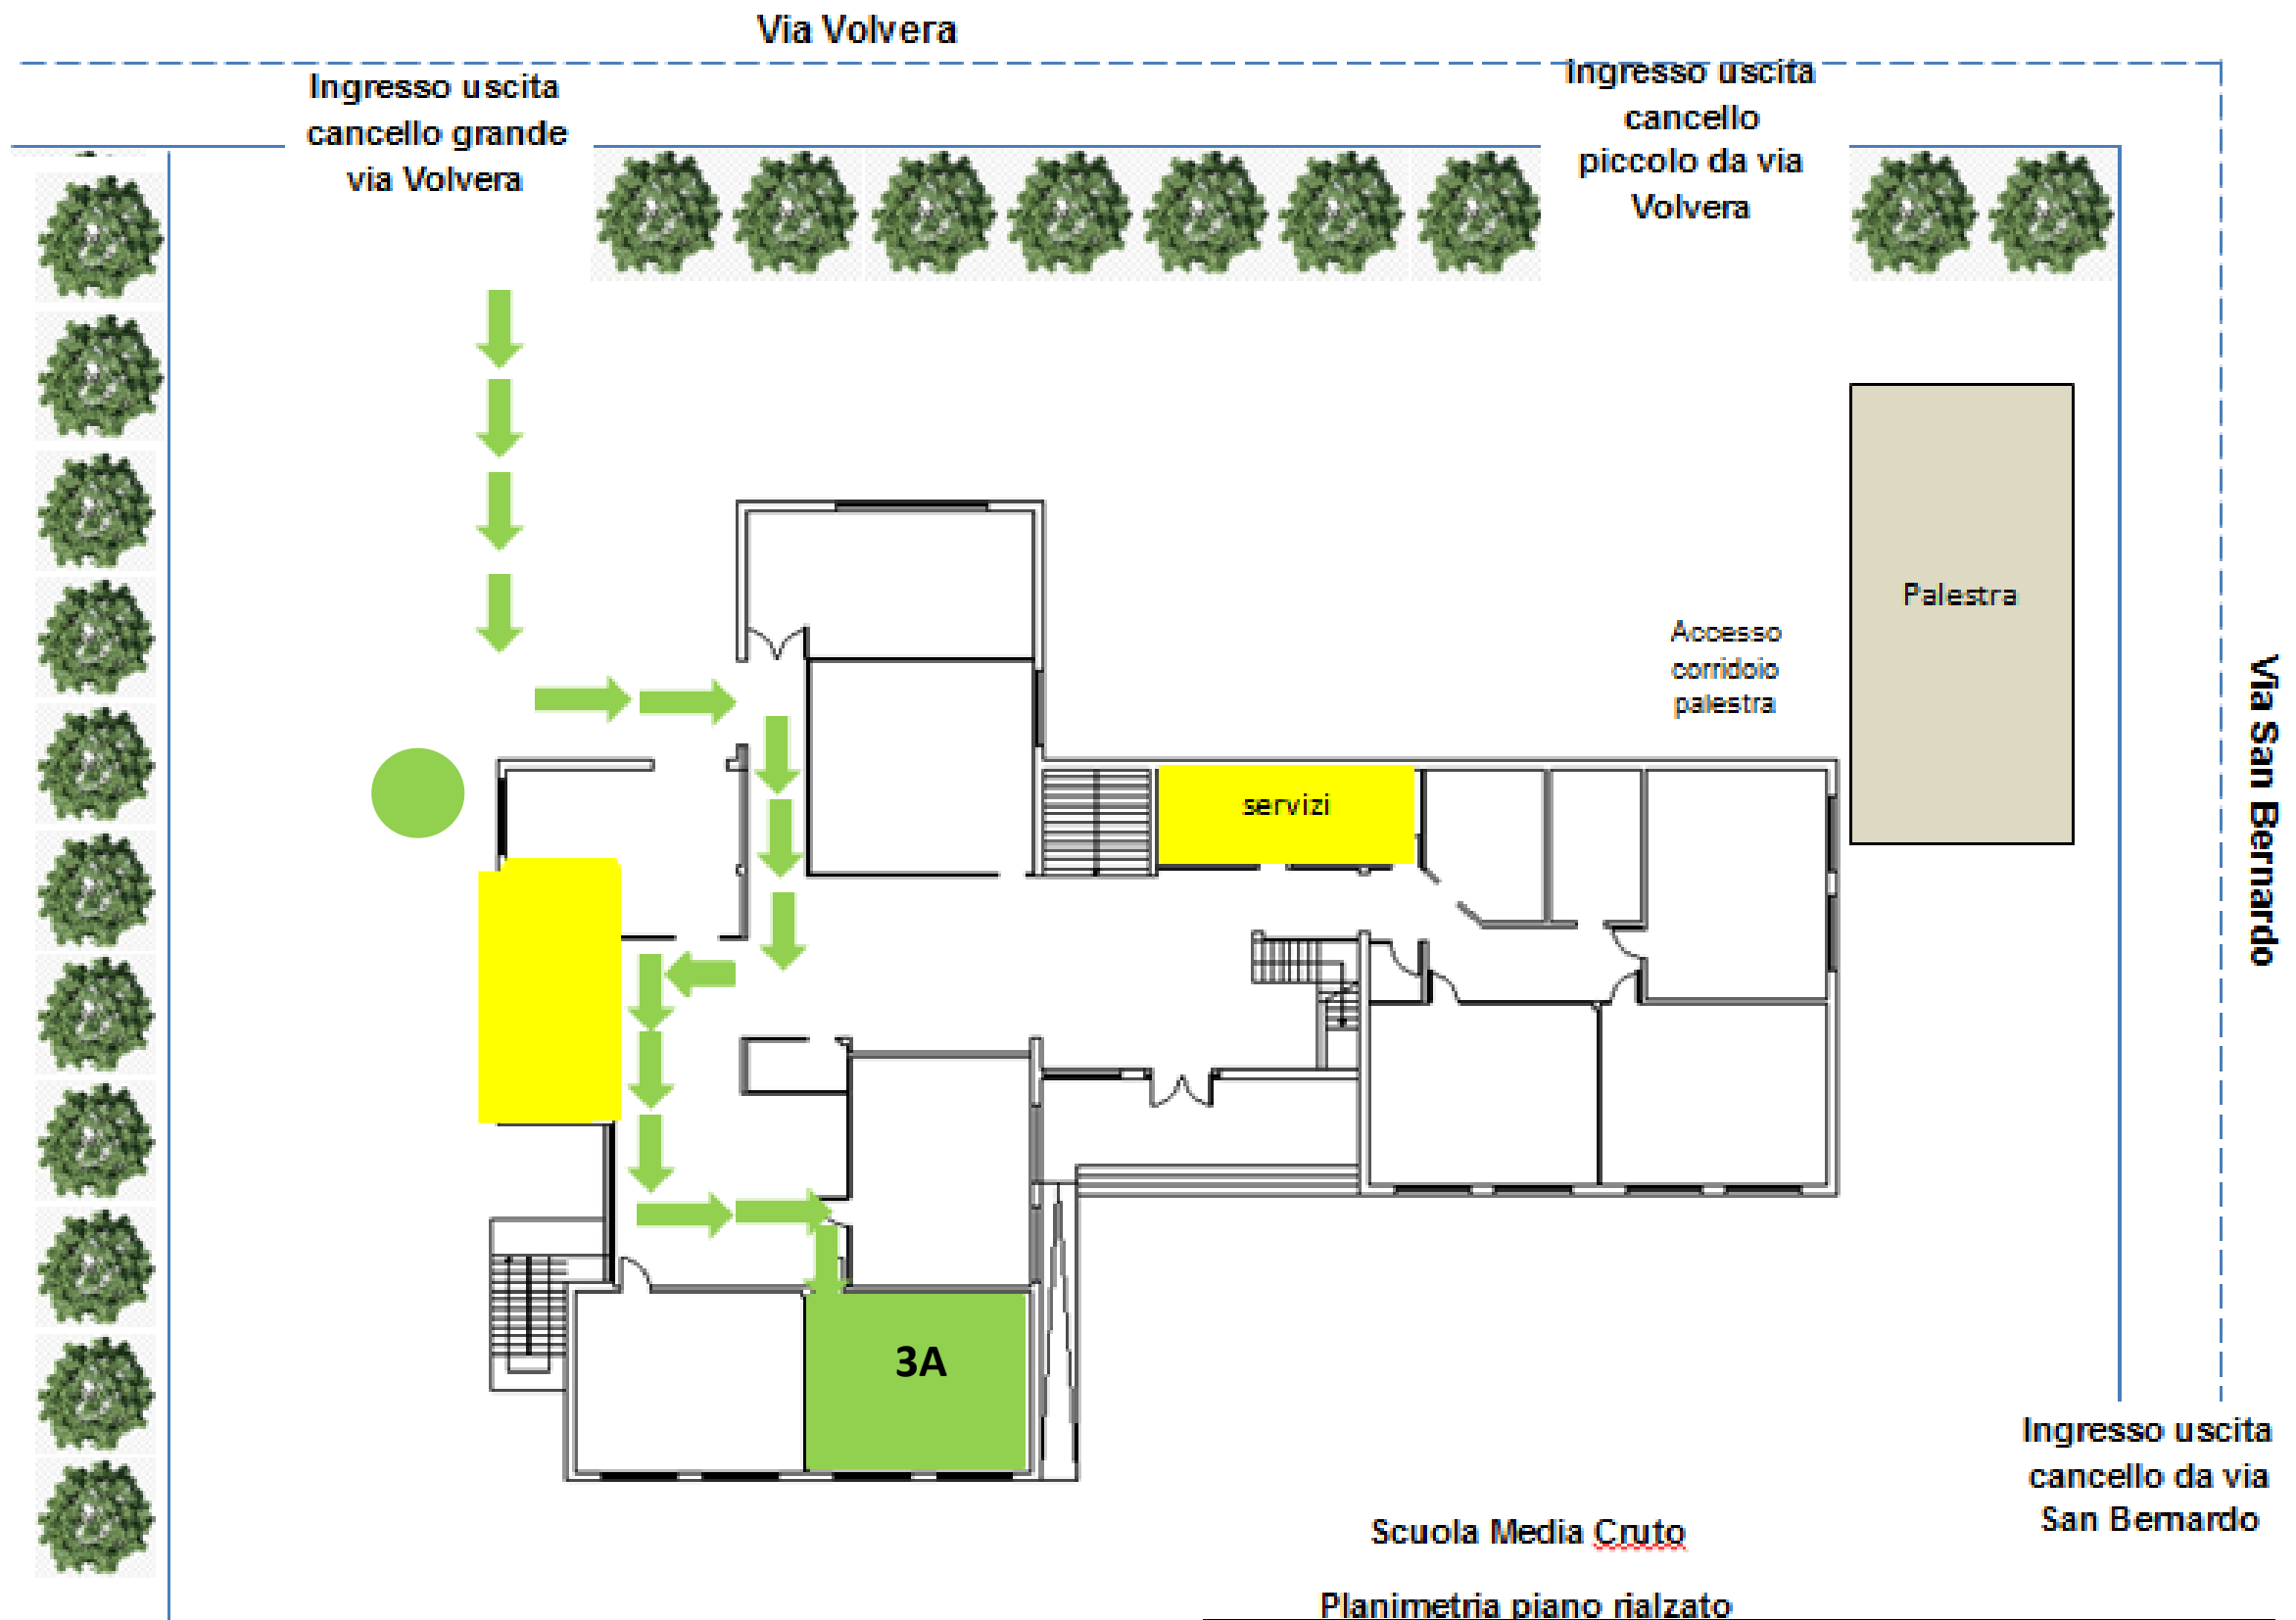 Via Volvera
Ingresso uscita
cancello grande
via Volvera
Ingresso uscita
cancello
piccolo da via
Volvera
Palestra
Accesso
corridoio
palestra
Via San Bernardo
servizi
3A
Ingresso uscita
cancello da via
San Bernardo
Scuola Media Cruto
Planimetria piano rialzato